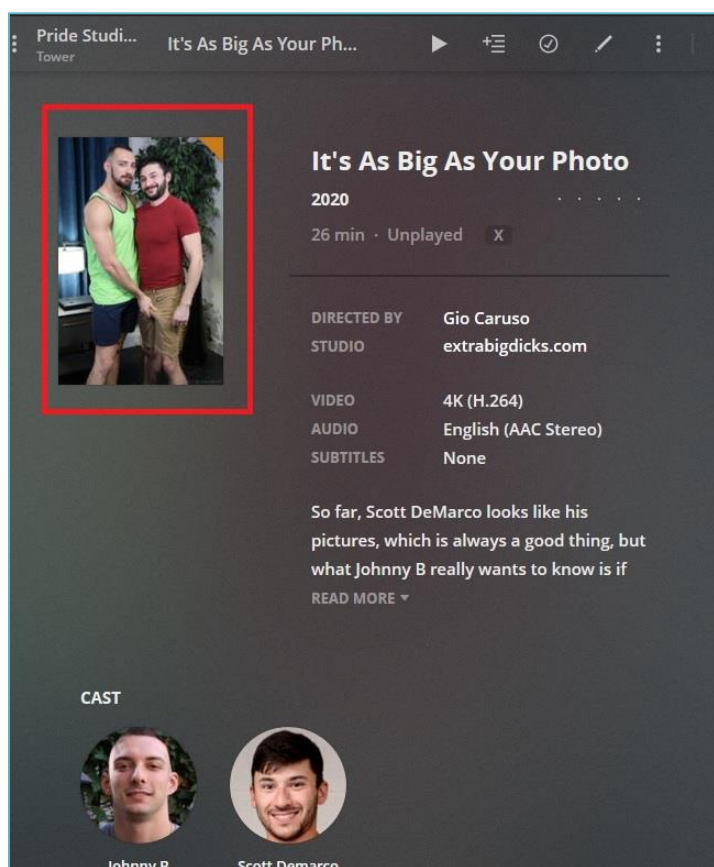 Pride Studi...
Tower
It's As Big As Your Ph...
It's As Big As Your Photo
2020
26 min · Unplayed X
DIRECTED BY Gio Caruso
STUDIO extrabigdicks.com
VIDEO 4K (H.264)
AUDIO English (AAC Stereo)
SUBTITLES None
So far, Scott DeMarco looks like his
pictures, which is always a good thing, but
what Johnny B really wants to know is if
READ MORE
CAST
Johnny B Scott Demarco